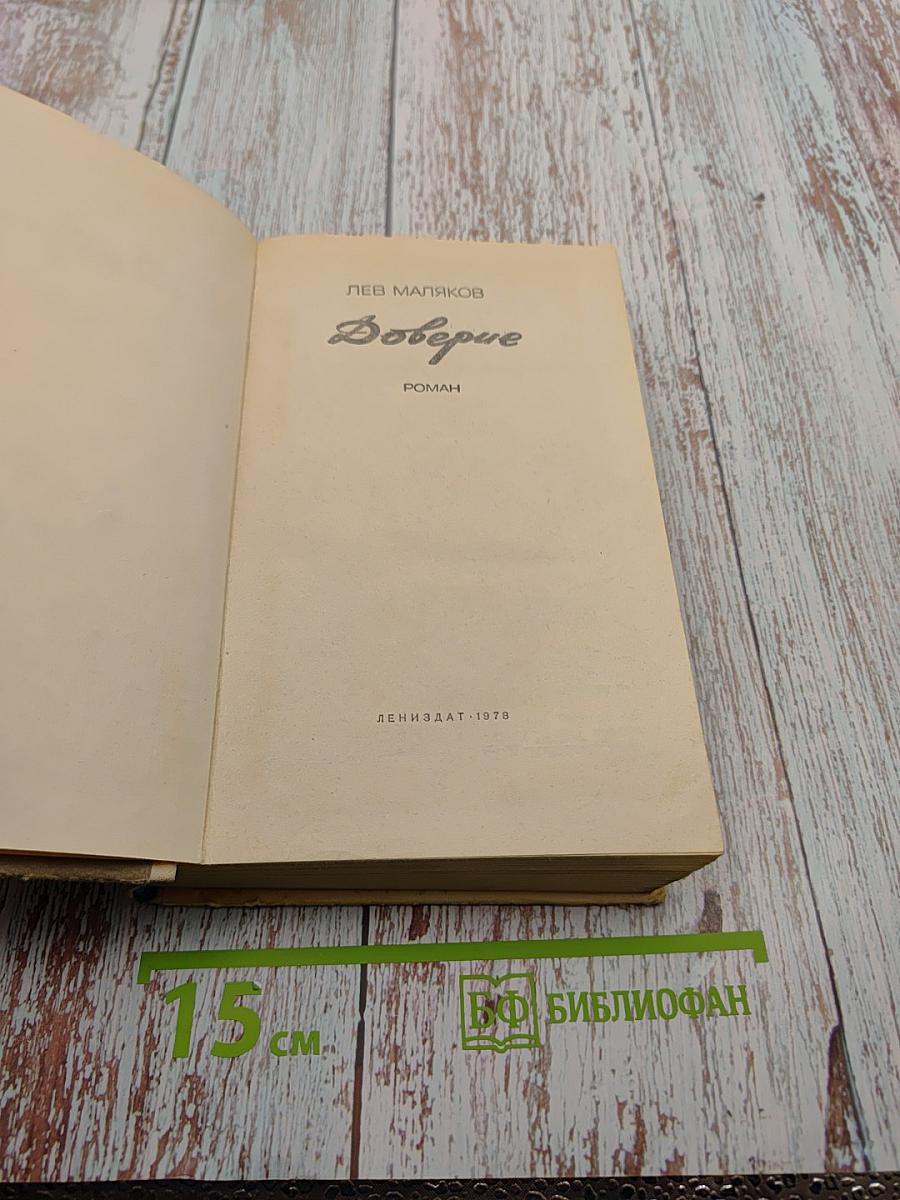 ЛЕВ МАЛЯКОВ
Доверие
РОМАН
ЛЕНИЗДАТ · 1978
15 см
БФ БИБЛИОФАН